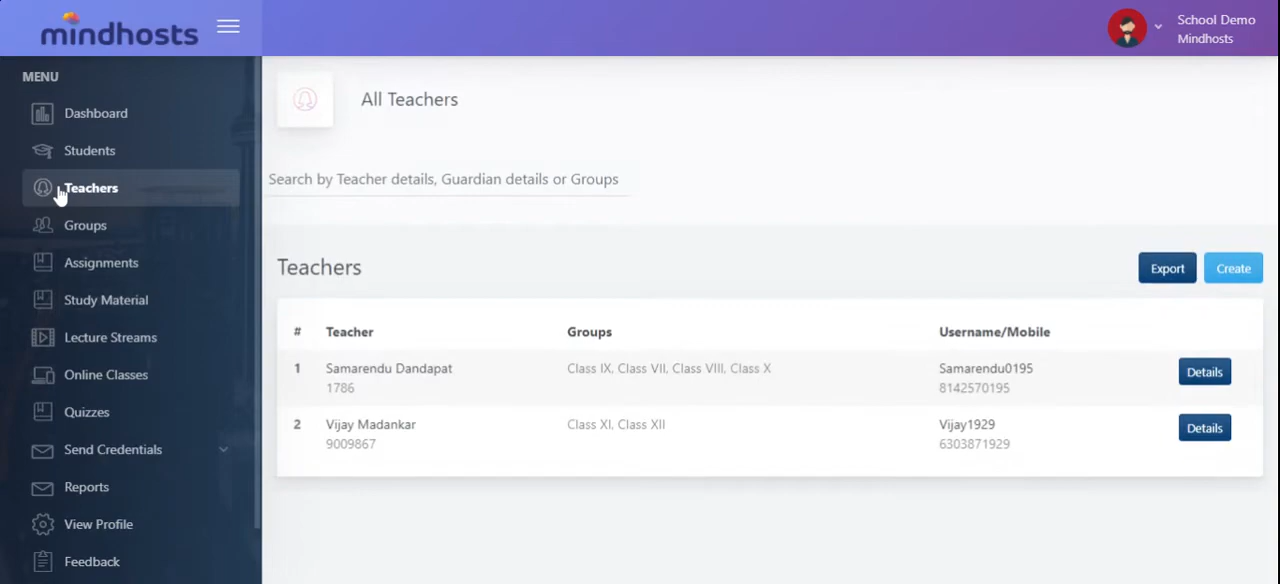 mindhosts
School Demo
Mindhosts
MENU
Dashboard
Students
Teachers
Groups
Assignments
Study Material
Lecture Streams
Online Classes
Quizzes
Send Credentials
Reports
View Profile
Feedback
All Teachers
Search by Teacher details, Guardian details or Groups
Teachers
Export Create
# Teacher Groups Username/Mobile
1 Samarendu Dandapat Class IX, Class VII, Class VIII, Class X Samarendu0195 Details
1786 8142570195
2 Vijay Madankar Class XI, Class XII Vijay1929 Details
9009867 6303871929